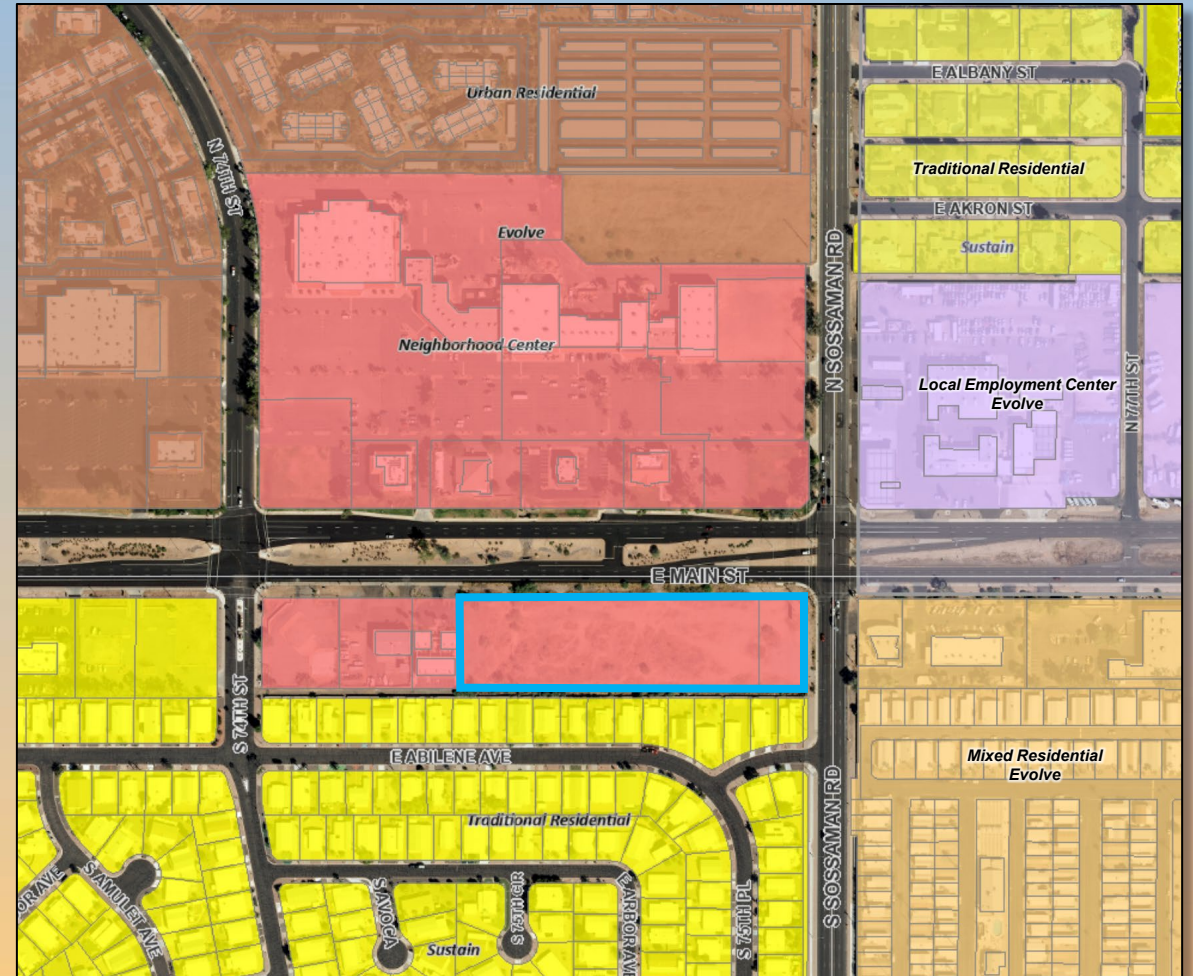 E ALBANY ST
Urban Residential
N 74TH ST
Traditional Residential
E AKRON ST
Evolve
Sustain
N SOSSAMAN RD
Neighborhood Center
Local Employment Center
Evolve
N 77TH ST
E MAIN ST
S 74TH ST
E ABILENE AVE
Mixed Residential
Evolve
Traditional Residential
S SOSSAMAN RD
OR AVE
S AMULET AVE
S AVOCA
S 75TH CIR
E ARBOR AVE
S 75TH PL
Sustain